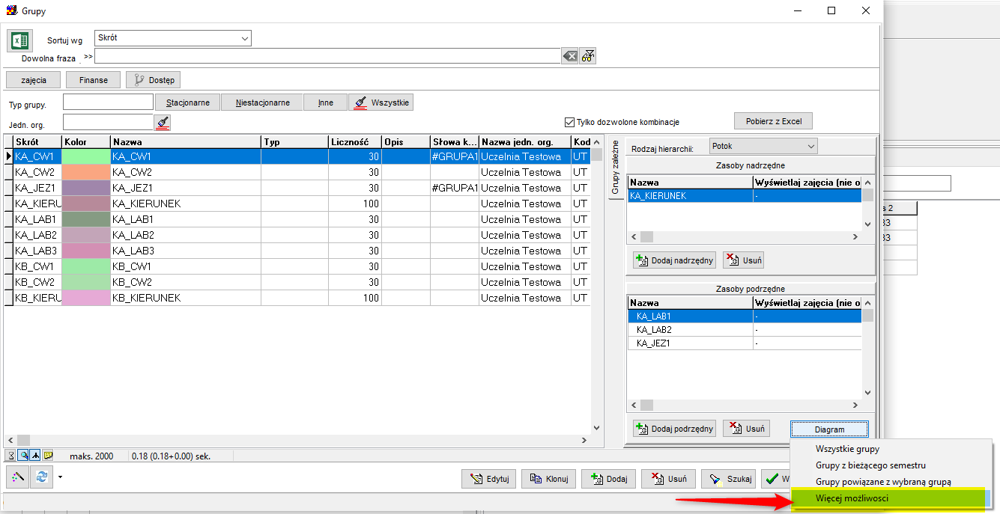 Grupy
Sortuj wg Skrót
Dowolna fraza >>
zajęcia Finanse Dostęp
Typ grupy. Stacjonarne Niestacjonarne Inne Wszystkie
Jedn. org. Tylko dozwolone kombinacje Pobierz z Excel
Skrót Kolor Nazwa Typ Liczność Opis Słowa k... Nazwa jedn. org. Kod
KA_CW1 KA_CW1 30 #GRUPA1 Uczelnia Testowa UT
KA_CW2 KA_CW2 30 Uczelnia Testowa UT
KA_JEZ1 KA_JEZ1 30 #GRUPA1 Uczelnia Testowa UT
KA_KIERU KA_KIERUNEK 100 Uczelnia Testowa UT
KA_LAB1 KA_LAB1 30 Uczelnia Testowa UT
KA_LAB2 KA_LAB2 30 Uczelnia Testowa UT
KA_LAB3 KA_LAB3 30 Uczelnia Testowa UT
KB_CW1 KB_CW1 30 Uczelnia Testowa UT
KB_CW2 KB_CW2 30 Uczelnia Testowa UT
KB_KIERU KB_KIERUNEK 100 Uczelnia Testowa UT
Grupy zależne
Rodzaj hierarchii: Potok
Zasoby nadrzędne
Nazwa Wyświetlaj zajęcia (nie o
KA_KIERUNEK -
Dodaj nadrzędny Usuń
Zasoby podrzędne
Nazwa Wyświetlaj zajęcia (nie o
KA_LAB1 -
KA_LAB2 -
KA_JEZ1 -
Dodaj podrzędny Usuń Diagram
s 2
33
33
maks. 2000 0.18 (0.18+0.00) sek.
Edytuj Klonuj Dodaj Usuń Szukaj W
Wszystkie grupy
Grupy z bieżącego semestru
Grupy powiązane z wybraną grupą
Więcej możliwosci